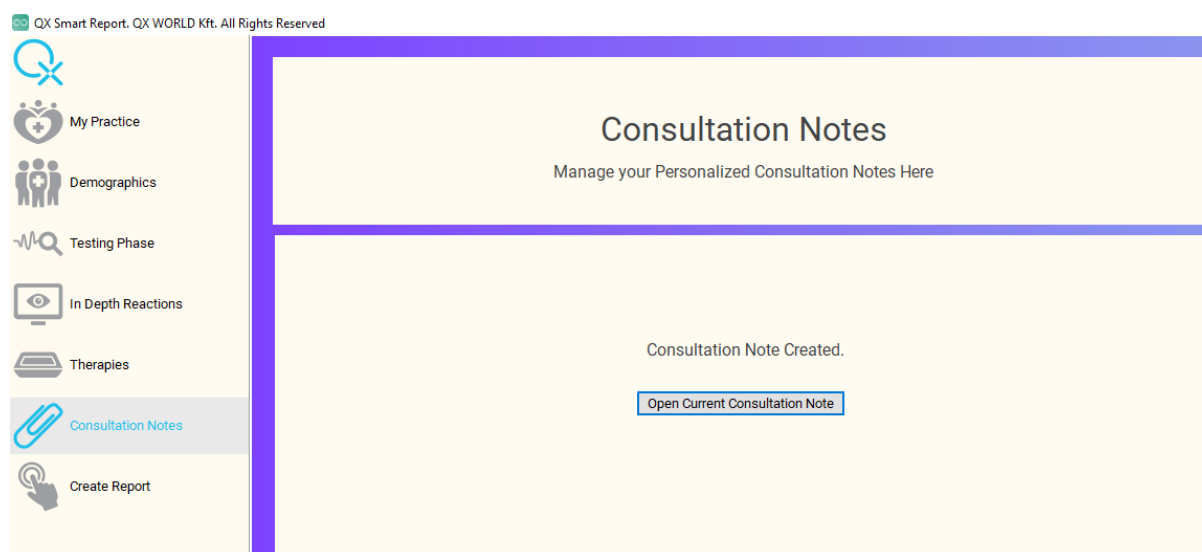 QX Smart Report. QX WORLD Kft. All Rights Reserved
My Practice
Demographics
Testing Phase
In Depth Reactions
Therapies
Consultation Notes
Create Report
Consultation Notes
Manage your Personalized Consultation Notes Here
Consultation Note Created.
Open Current Consultation Note